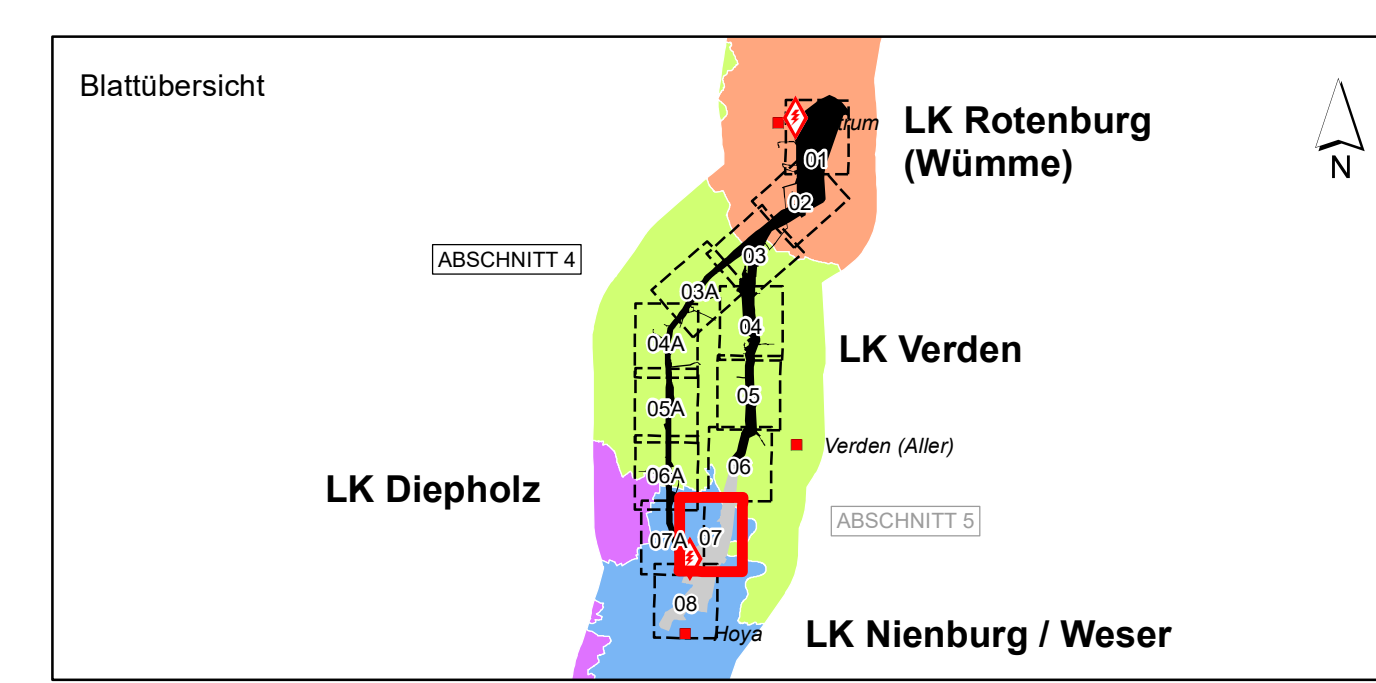 Blattübersicht
LK Rotenburg
(Wümme)
N
01
02
ABSCHNITT 4
03
03A
04
04A
LK Verden
05
05A
Verden (Aller)
06
06A
LK Diepholz
ABSCHNITT 5
07
07A
08
Hoya
LK Nienburg / Weser